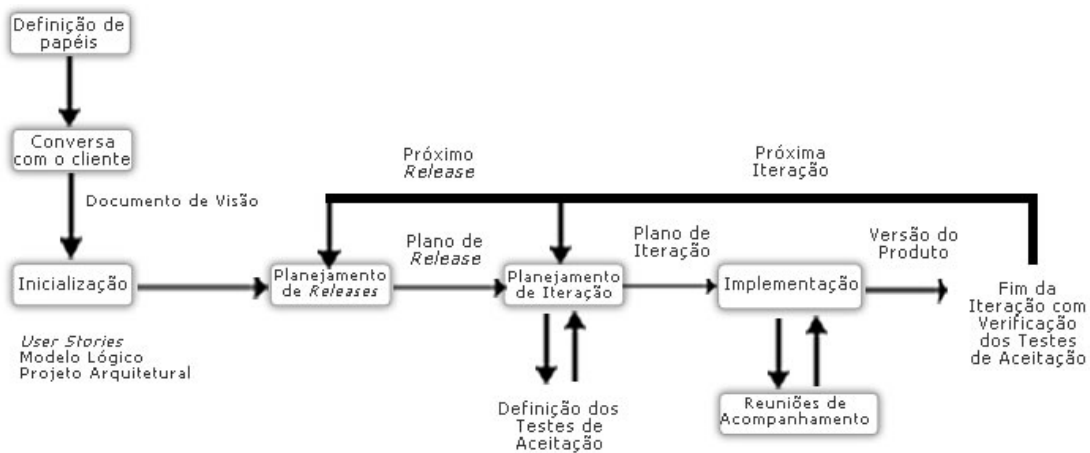 Definição de
papéis
Conversa
com o cliente
Documento de Visão
Inicialização
User Stories
Modelo Lógico
Projeto Arquitetural
Próximo
Release
Próxima
Iteração
Planejamento
de Releases
Plano de
Release
Planejamento
de Iteração
Plano de
Iteração
Implementação
Versão do
Produto
Fim da
Iteração com
Verificação
dos Testes
de Aceitação
Definição dos
Testes de
Aceitação
Reuniões de
Acompanhamento